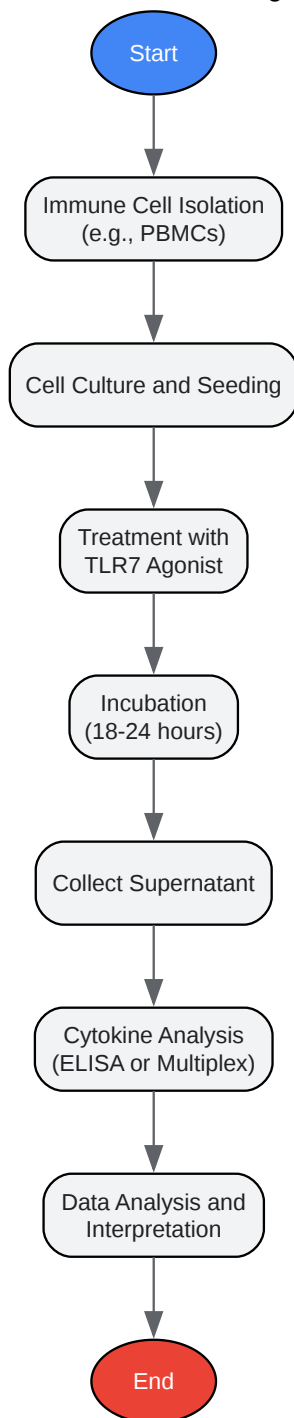 Start
Immune Cell Isolation
(e.g., PBMCs)
Cell Culture and Seeding
Treatment with
TLR7 Agonist
Incubation
(18-24 hours)
Collect Supernatant
Cytokine Analysis
(ELISA or Multiplex)
Data Analysis and
Interpretation
End